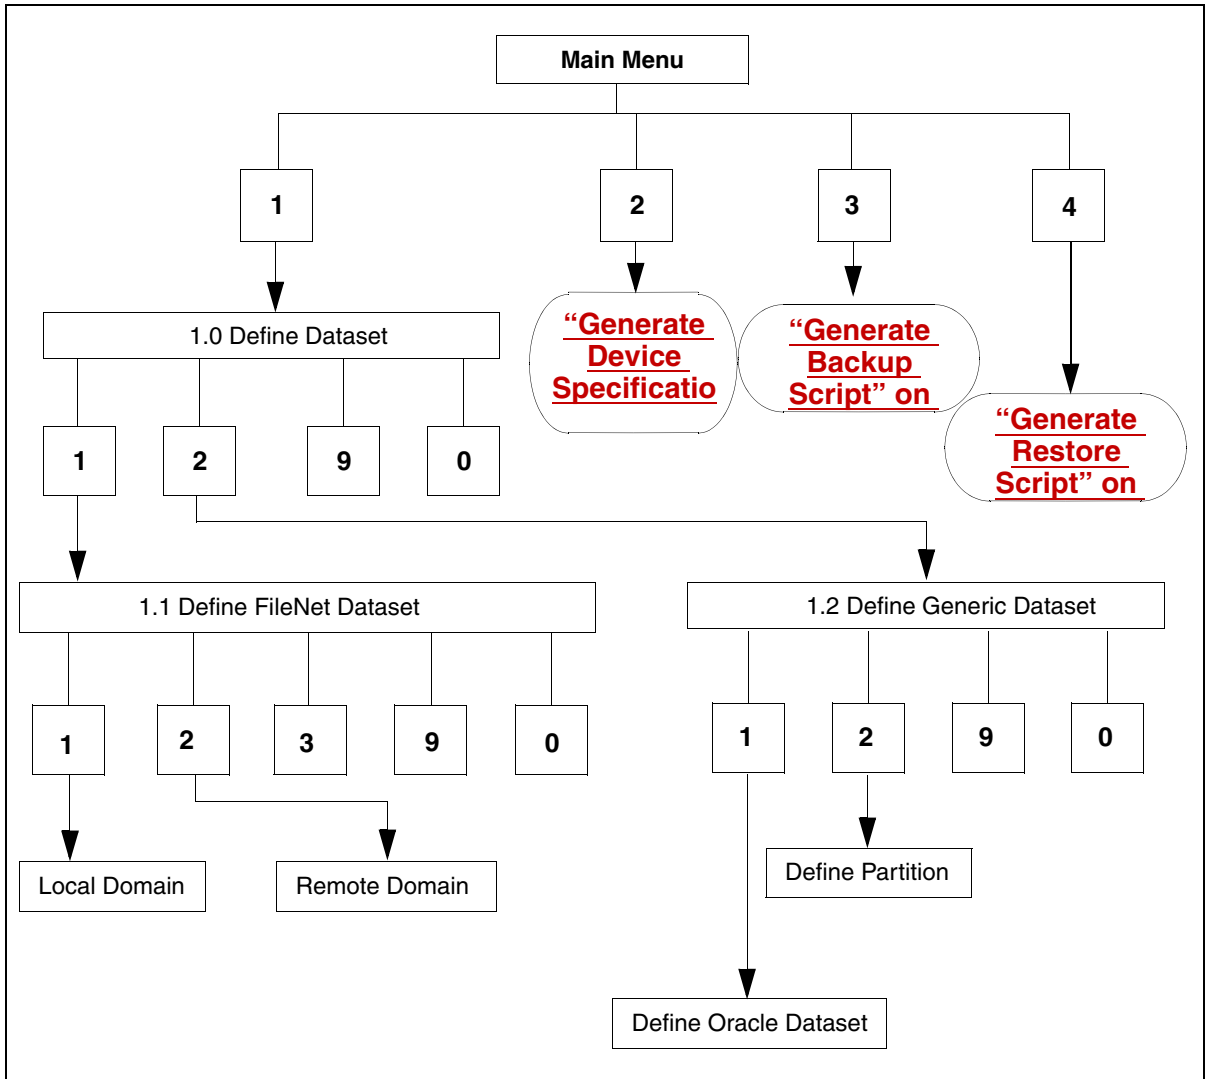 Main Menu
1
2
3
4
“Generate
Device
Specificatio
“Generate
Backup
Script” on
“Generate
Restore
Script” on
1.0 Define Dataset
1
2
9
0
1.1 Define FileNet Dataset
1.2 Define Generic Dataset
1
2
3
9
0
1
2
9
0
Local Domain
Remote Domain
Define Partition
Define Oracle Dataset